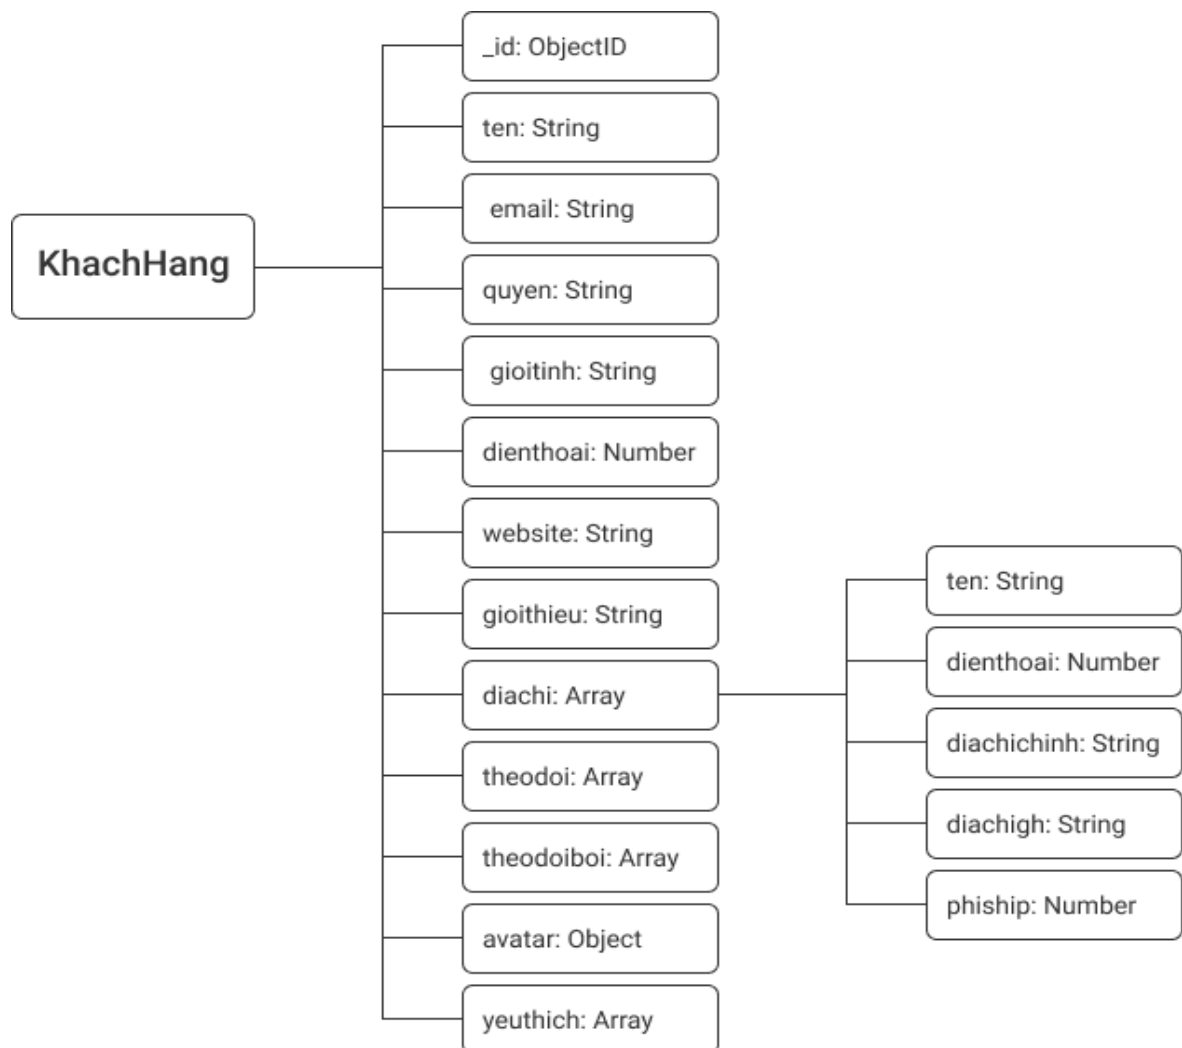 KhachHang
_id: ObjectID
ten: String
email: String
quyen: String
gioitinh: String
dienthoai: Number
website: String
gioithieu: String
diachi: Array
theodoi: Array
theodoiboi: Array
avatar: Object
yeuthich: Array
ten: String
dienthoai: Number
diachichinh: String
diachigh: String
phiship: Number